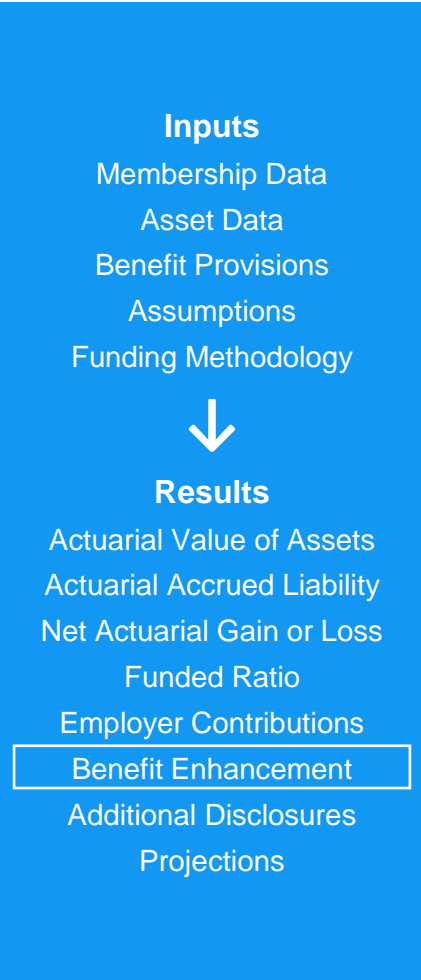 Inputs
Membership Data
Asset Data
Benefit Provisions
Assumptions
Funding Methodology
Results
Actuarial Value of Assets
Actuarial Accrued Liability
Net Actuarial Gain or Loss
Funded Ratio
Employer Contributions
Benefit Enhancement
Additional Disclosures
Projections